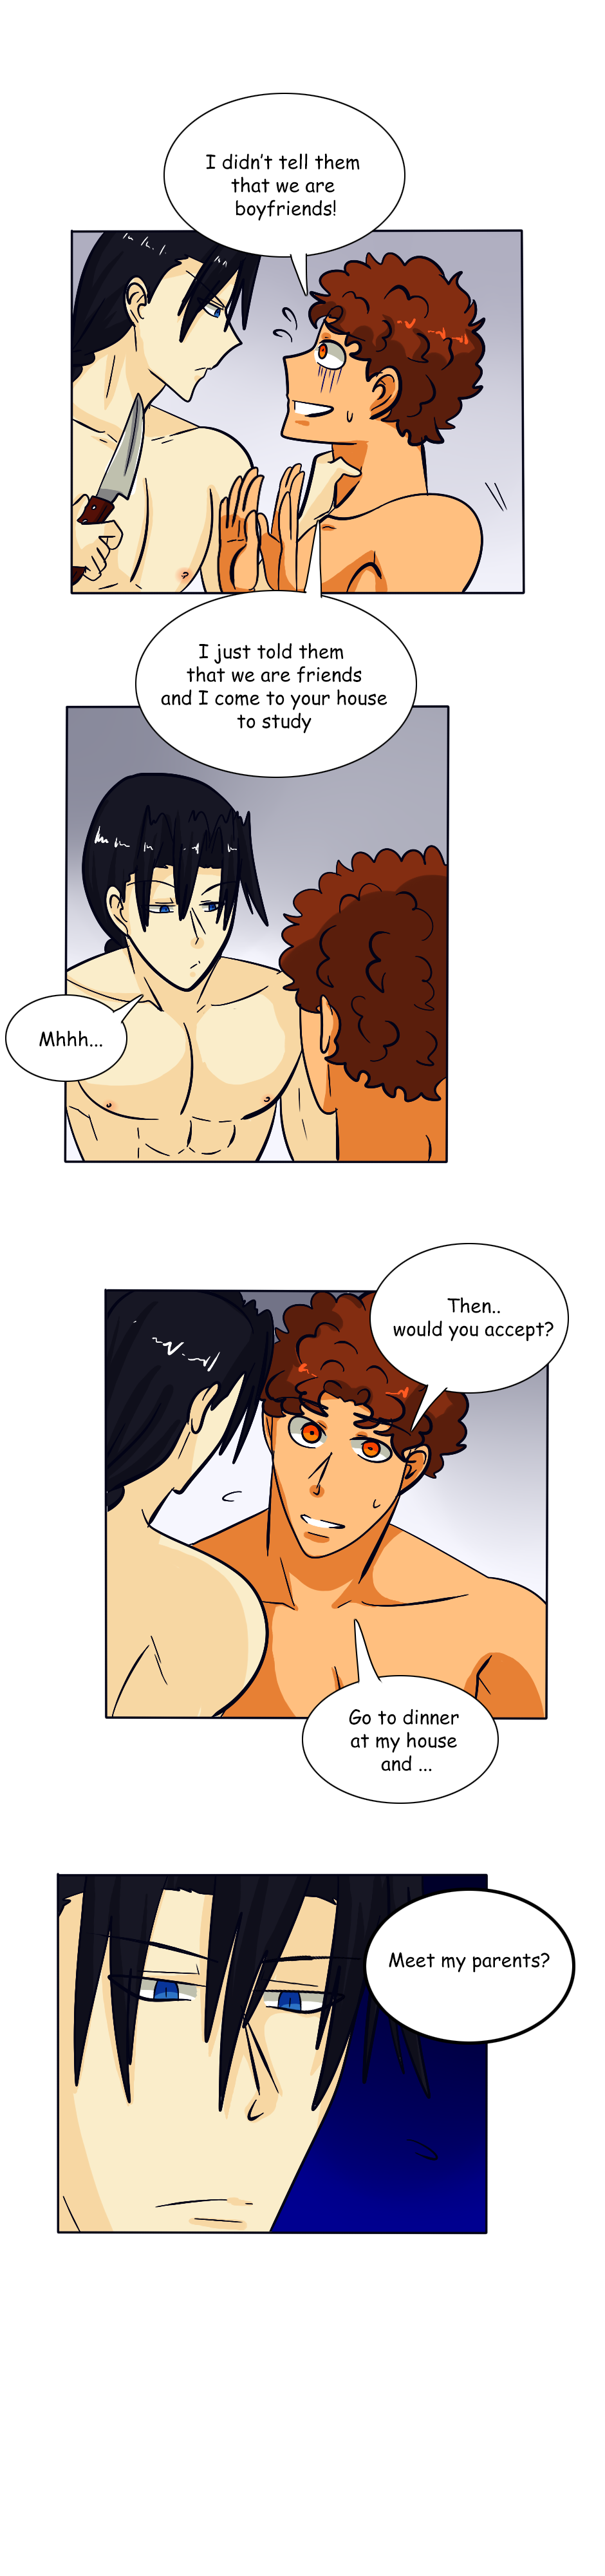 I didn't tell them
that we are
boyfriends!
I just told them
that we are friends
and I come to your house
to study
Mhhh...
Then..
would you accept?
Go to dinner
at my house
and ...
Meet my parents?